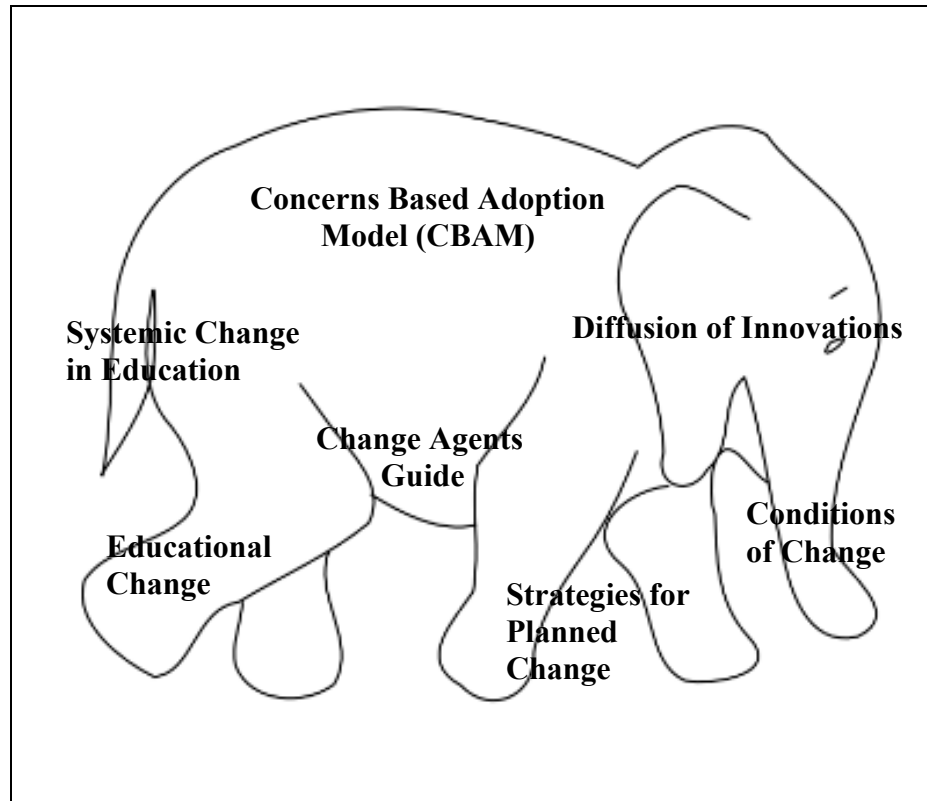 Concerns Based Adoption
Model (CBAM)
Systemic Change
in Education
Diffusion of Innovations
Change Agents
Guide
Conditions
of Change
Educational
Change
Strategies for
Planned
Change